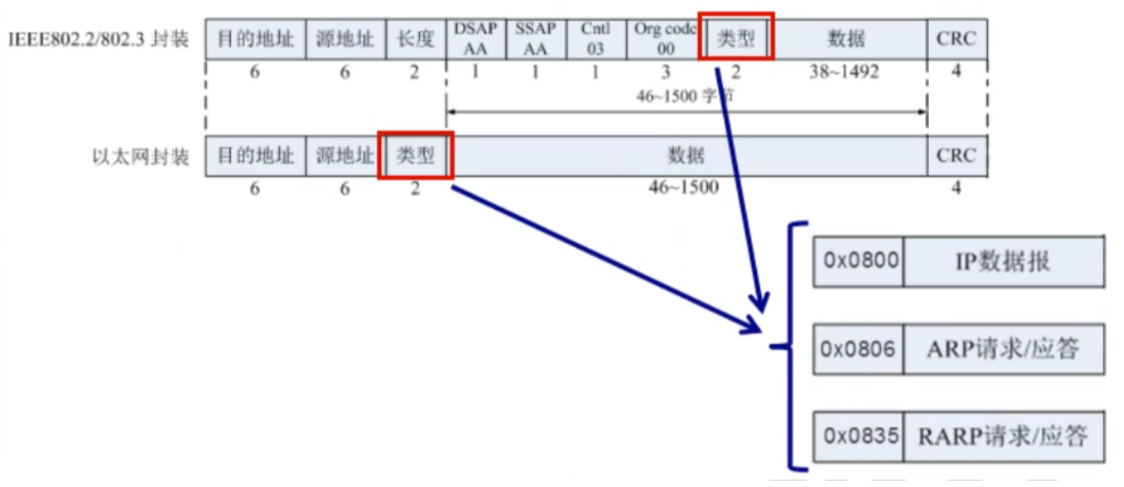 IEEE802.2/802.3 封装 目的地址 源地址 长度 DSAP AA SSAP AA Cntl 03 Org code 00 类型 数据 CRC
6 6 2 1 1 1 3 2 38~1492 4
46~1500 字节
以太网封装 目的地址 源地址 类型 数据 CRC
6 6 2 46~1500 4
0x0800 IP数据报
0x0806 ARP请求/应答
0x0835 RARP请求/应答